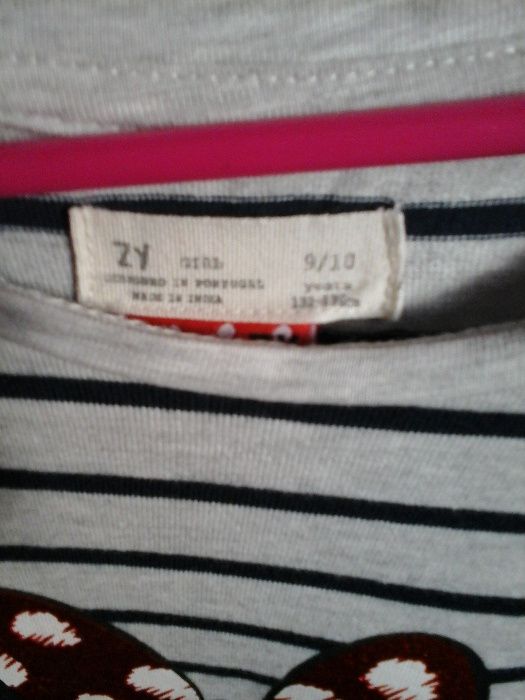 ZY GIRL 9/10
DESIGNED IN PORTUGAL years
MADE IN INDIA